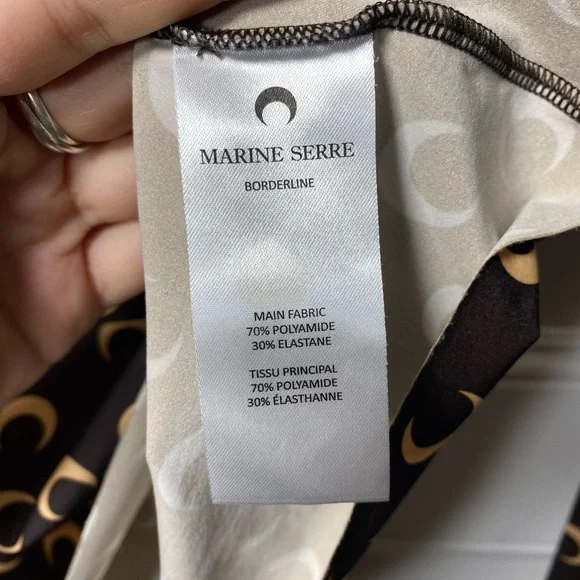 MARINE SERRE
BORDERLINE
MAIN FABRIC
70% POLYAMIDE
30% ELASTANE
TISSU PRINCIPAL
70% POLYAMIDE
30% ÉLASTHANNE